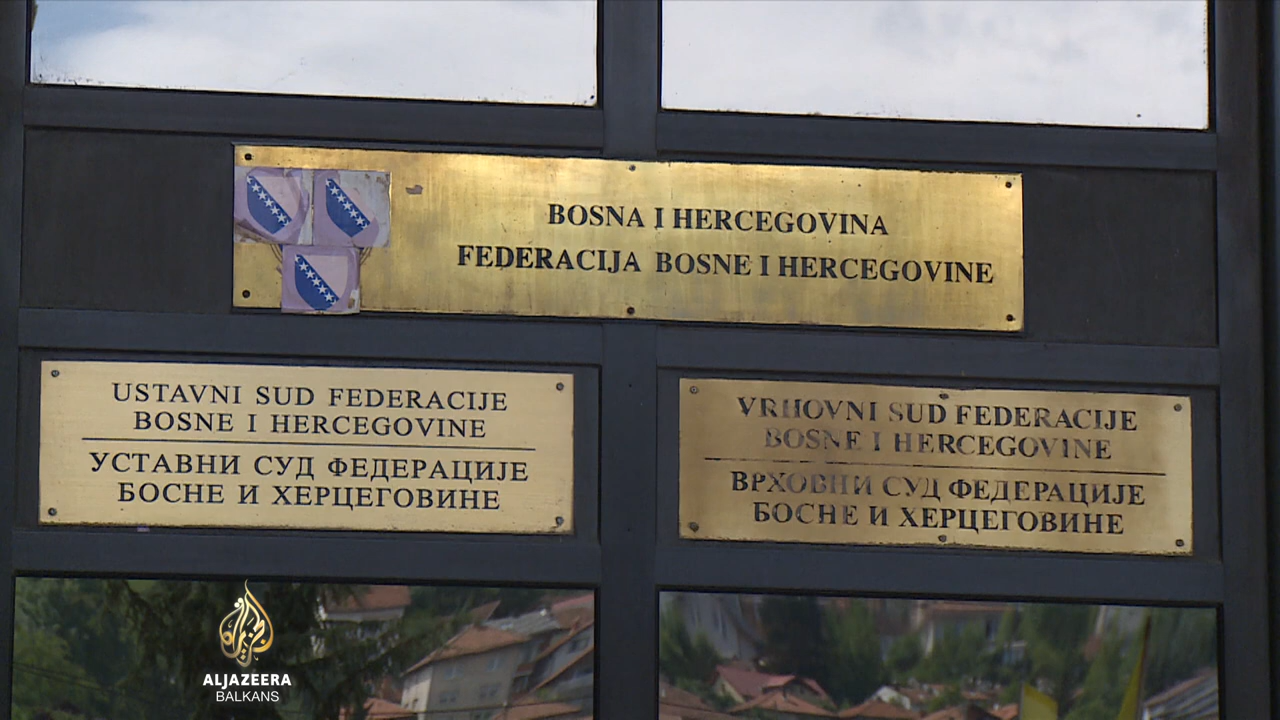 BOSNA I HERCEGOVINA
FEDERACIJA BOSNE I HERCEGOVINE
USTAVNI SUD FEDERACIJE
BOSNE I HERCEGOVINE
УСТАВНИ СУД ФЕДЕРАЦИЈЕ
БОСНЕ И ХЕРЦЕГОВИНЕ
VRHOVNI SUD FEDERACIJE
BOSNE I HERCEGOVINE
ВРХОВНИ СУД ФЕДЕРАЦИЈЕ
БОСНЕ И ХЕРЦЕГОВИНЕ
الجزيرة
ALJAZEERA
BALKANS